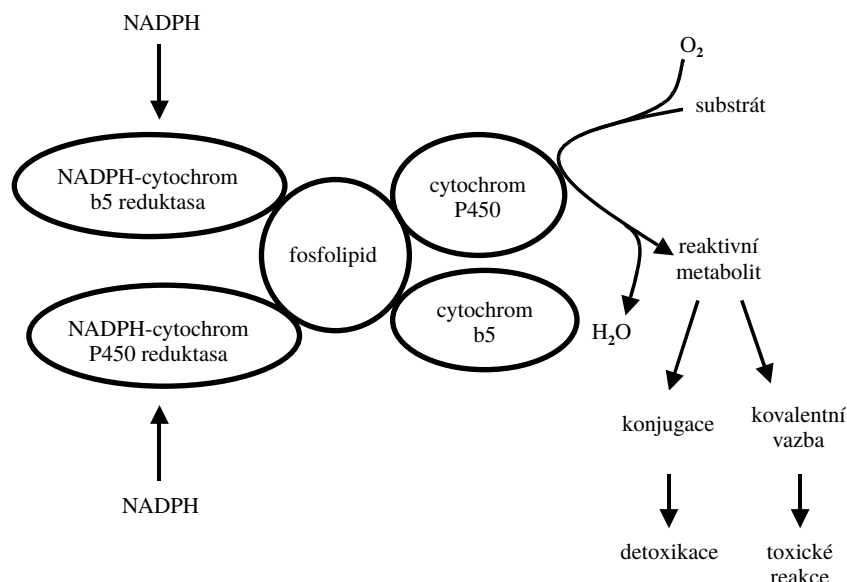 NADPH
O₂
substrát
NADPH-cytochrom
b5 reduktasa
cytochrom
P450
fosfolipid
reaktivní
metabolit
NADPH-cytochrom
P450 reduktasa
cytochrom
b5
H₂O
konjugace
kovalentní
vazba
NADPH
detoxikace
toxické
reakce